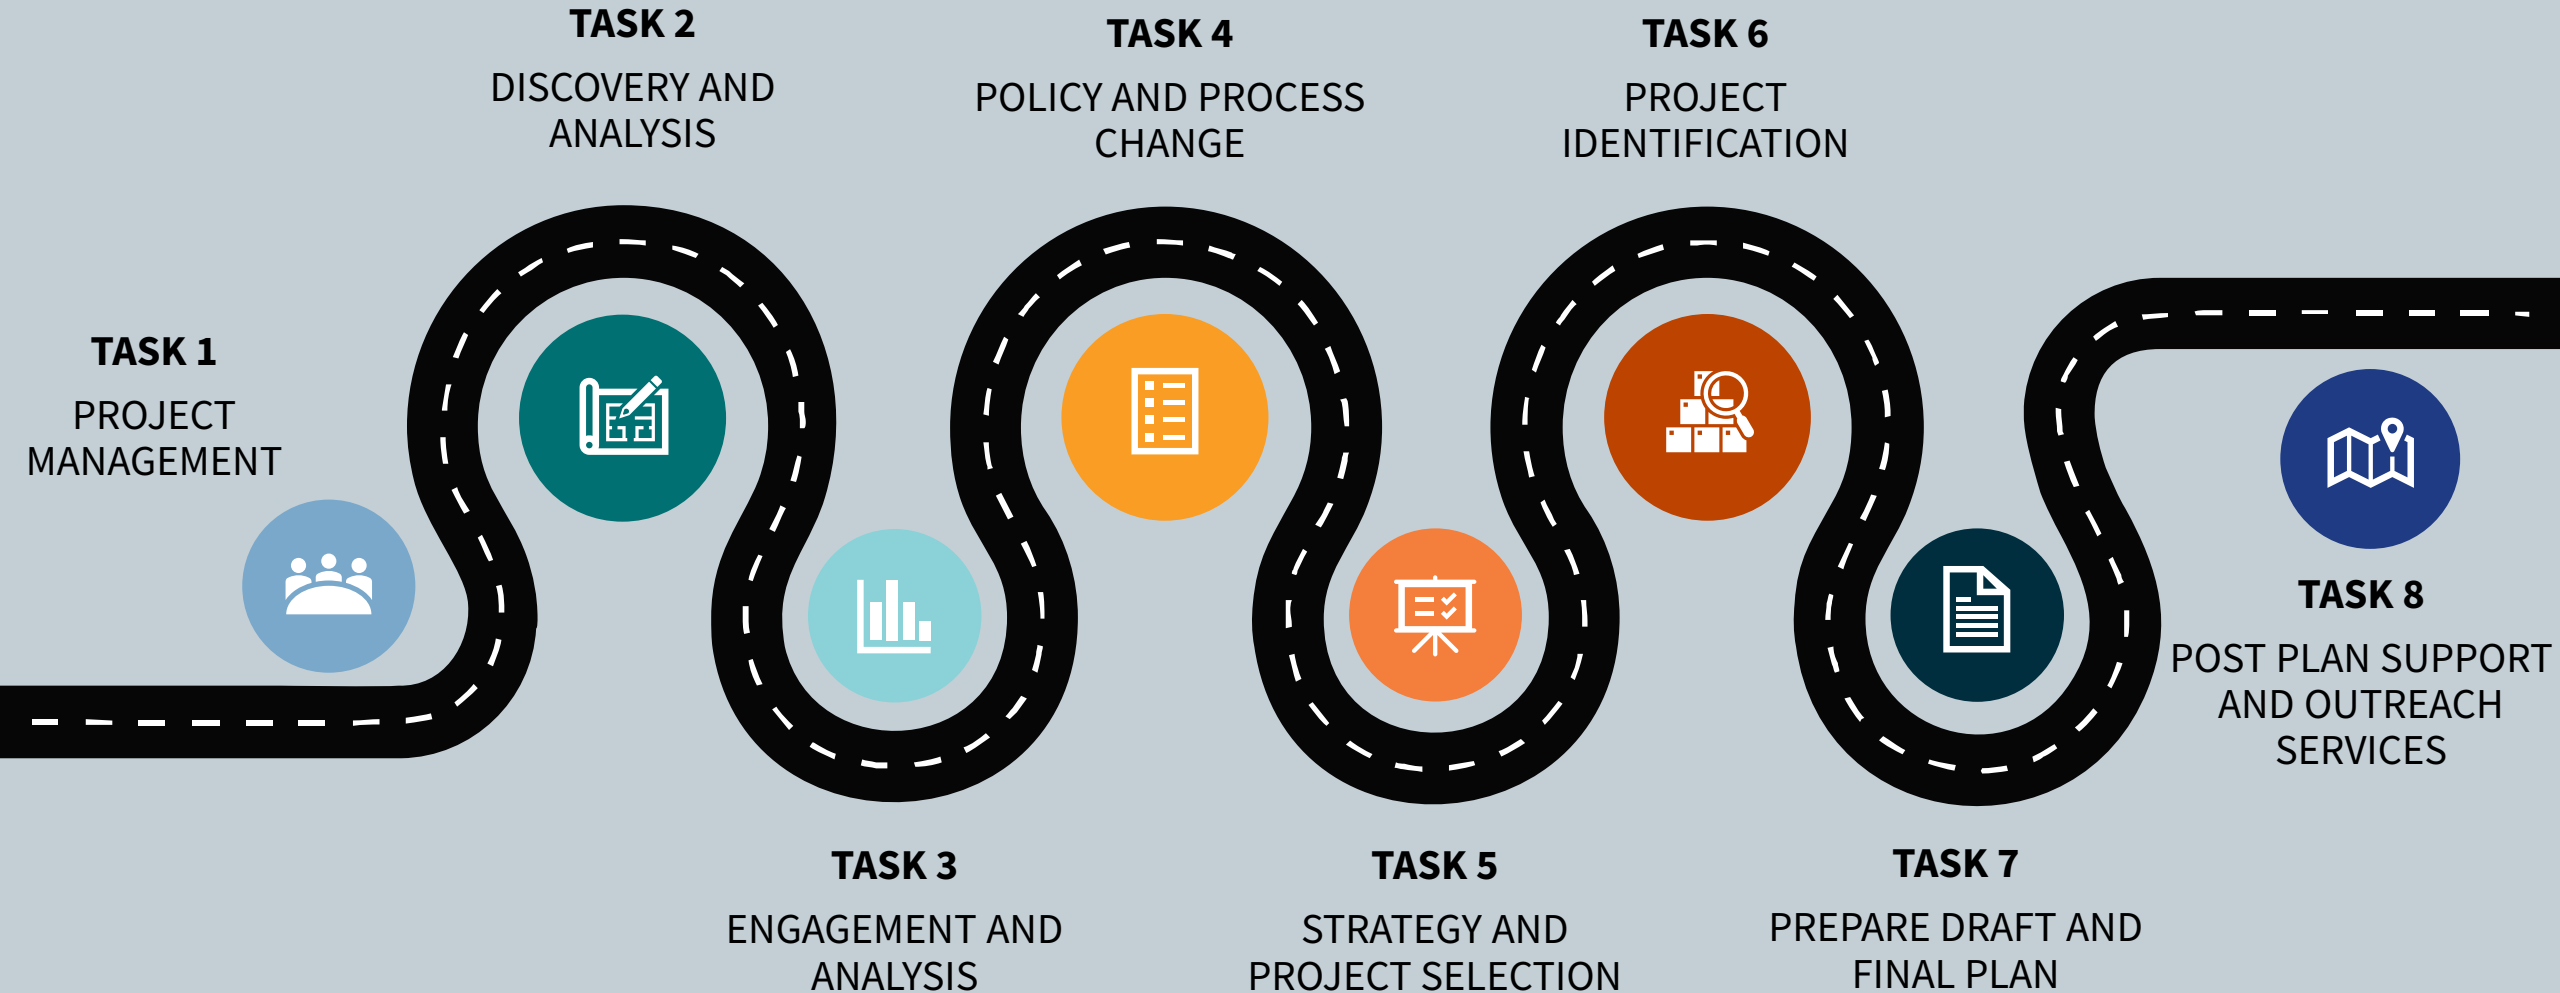 TASK 1
PROJECT
MANAGEMENT
TASK 2
DISCOVERY AND
ANALYSIS
TASK 3
ENGAGEMENT AND
ANALYSIS
TASK 4
POLICY AND PROCESS
CHANGE
TASK 5
STRATEGY AND
PROJECT SELECTION
TASK 6
PROJECT
IDENTIFICATION
TASK 7
PREPARE DRAFT AND
FINAL PLAN
TASK 8
POST PLAN SUPPORT
AND OUTREACH
SERVICES